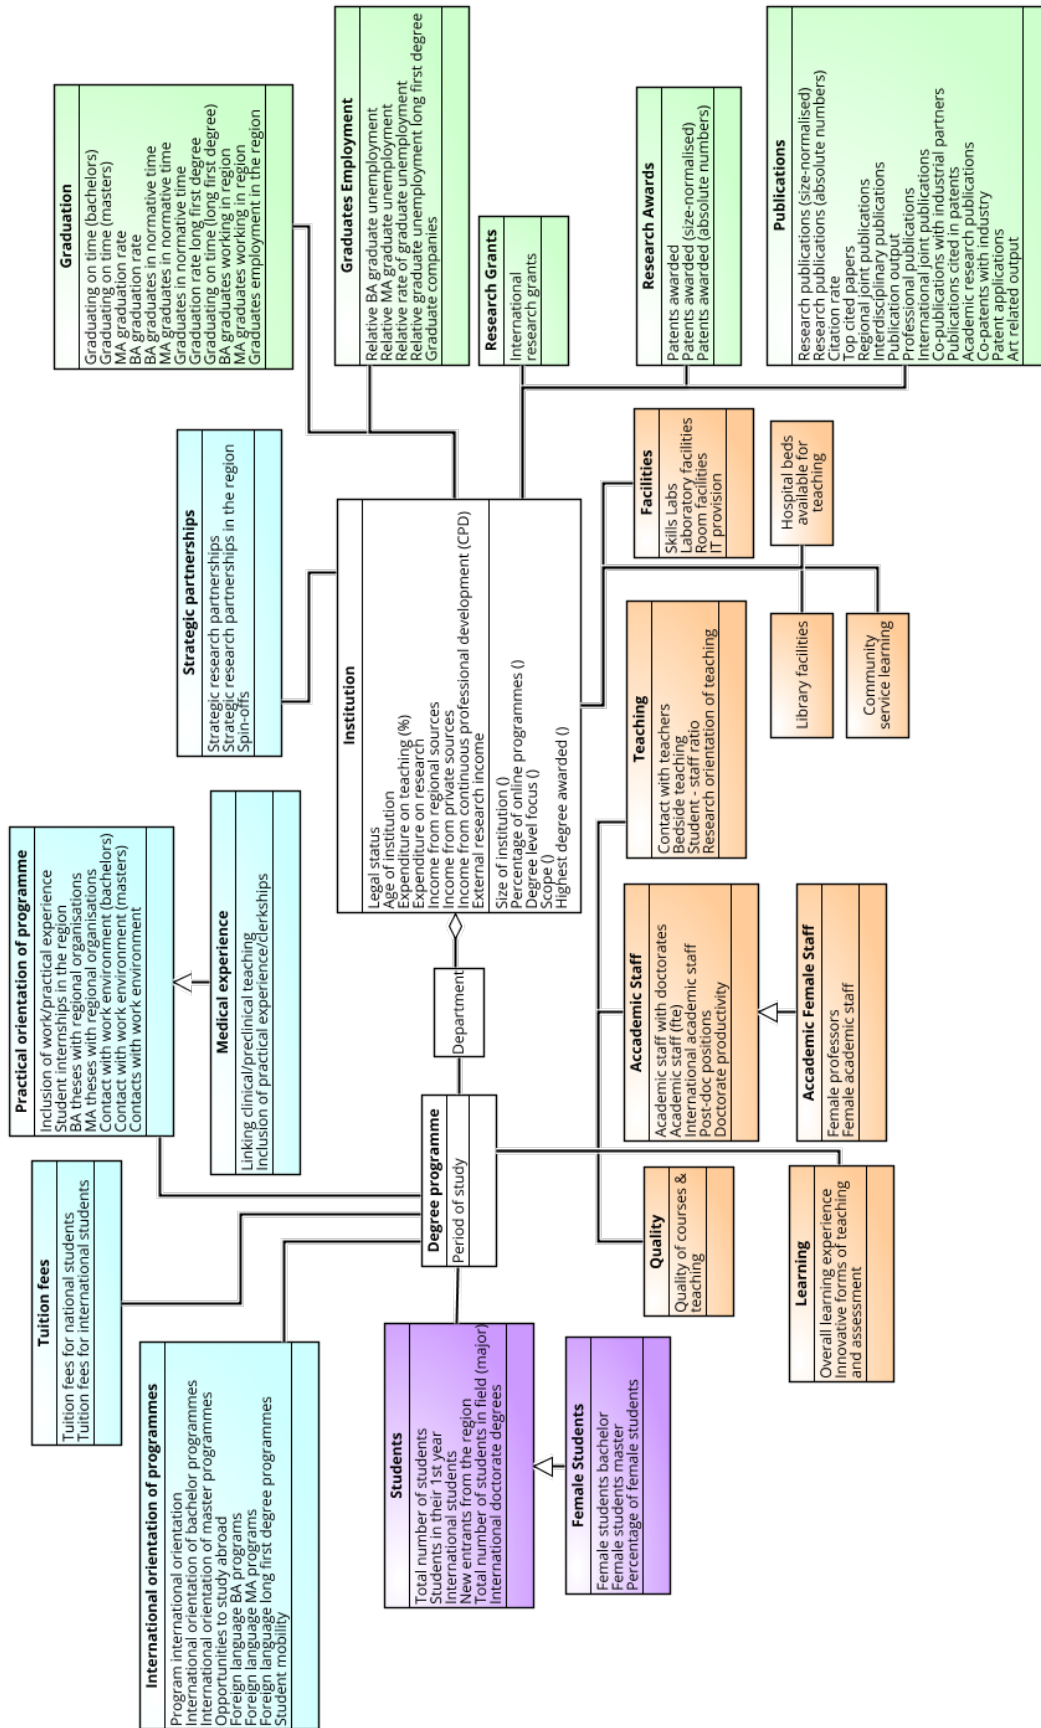 International orientation of programmes
Program international orientation
International orientation of bachelor programmes
International orientation of master programmes
Opportunities to study abroad
Foreign language BA programs
Foreign language MA programs
Foreign language long first degree programmes
Student mobility
Tuition fees
Tuition fees for national students
Tuition fees for international students
Practical orientation of programme
Inclusion of work/practical experience
Student internships in the region
BA theses with regional organisations
MA theses with regional organisations
Contact with work environment (bachelors)
Contact with work environment (masters)
Contacts with work environment
Medical experience
Linking clinical/preclinical teaching
Inclusion of practical experience/clerkships
Strategic partnerships
Strategic research partnerships
Strategic research partnerships in the region
Spin-offs
Graduation
Graduating on time (bachelors)
Graduating on time (masters)
MA graduation rate
BA graduation rate
BA graduates in normative time
MA graduates in normative time
Graduates in normative time
Graduation rate long first degree
Graduating on time (long first degree)
BA graduates working in region
MA graduates working in region
Graduates employment in the region
Graduates Employment
Relative BA graduate unemployment
Relative MA graduate unemployment
Relative rate of graduate unemployment
Relative graduate unemployment long first degree
Graduate companies
Research Grants
International
research grants
Research Awards
Patents awarded
Patents awarded (size-normalised)
Patents awarded (absolute numbers)
Publications
Research publications (size-normalised)
Research publications (absolute numbers)
Citation rate
Top cited papers
Regional joint publications
Interdisciplinary publications
Publication output
Professional publications
International joint publications
Co-publications with industrial partners
Publications cited in patents
Academic research publications
Co-patents with industry
Patent applications
Art related output
Institution
Legal status
Age of institution
Expenditure on teaching (%)
Expenditure on research
Income from regional sources
Income from private sources
Income from continuous professional development (CPD)
External research income
Size of institution ()
Percentage of online programmes ()
Degree level focus ()
Scope ()
Highest degree awarded ()
Department
Degree programme
Period of study
Students
Total number of students
Students in their 1st year
International students
New entrants from the region
Total number of students in field (major)
International doctorate degrees
Female Students
Female students bachelor
Female students master
Percentage of female students
Quality
Quality of courses &
teaching
Learning
Overall learning experience
Innovative forms of teaching
and assessment
Accademic Staff
Academic staff with doctorates
Academic staff (fte)
International academic staff
Post-doc positions
Doctorate productivity
Accademic Female Staff
Female professors
Female academic staff
Teaching
Contact with teachers
Bedside teaching
Student - staff ratio
Research orientation of teaching
Facilities
Skills Labs
Laboratory facilities
Room facilities
IT provision
Library facilities
Hospital beds
available for
teaching
Community
service learning